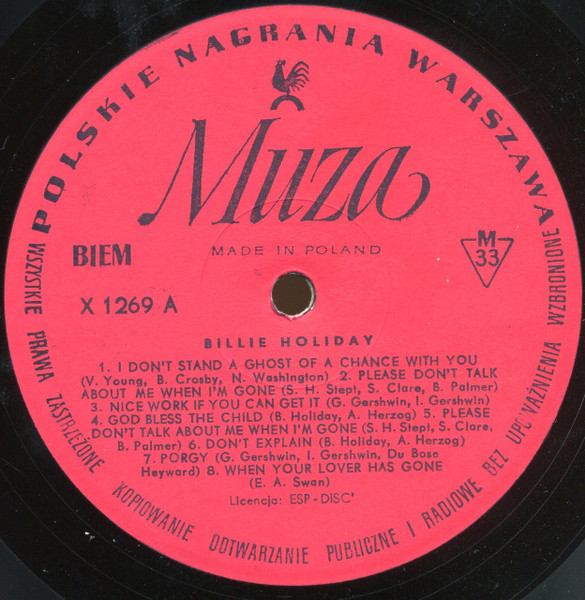 POLSKIE NAGRANIA WARSZAWA
Muza
MADE IN POLAND
BIEM
M
33
X 1269 A
BILLIE HOLIDAY
1. I DON'T STAND A GHOST OF A CHANCE WITH YOU
(V. Young, B. Crosby, N. Washington) 2. PLEASE DON'T TALK
ABOUT ME WHEN I'M GONE (S. H. Stept, S. Clare, B. Palmer)
3. NICE WORK IF YOU CAN GET IT (G. Gershwin, I. Gershwin)
4. GOD BLESS THE CHILD (B. Holiday, A. Herzog) 5. PLEASE
DON'T TALK ABOUT ME WHEN I'M GONE (S. H. Stept, S. Clare,
B. Palmer) 6. DON'T EXPLAIN (B. Holiday, A. Herzog)
7. PORGY (G. Gershwin, I. Gershwin, Du Bose
Heyward) 8. WHEN YOUR LOVER HAS GONE
(E. A. Swan)
Licencja: ESP-DISC'
WSZYSTKIE PRAWA ZASTRZEŻONE KOPIOWANIE ODTWARZANIE PUBLICZNE I RADIOWE BEZ UPOWAŻNIENIA WZBRONIONE